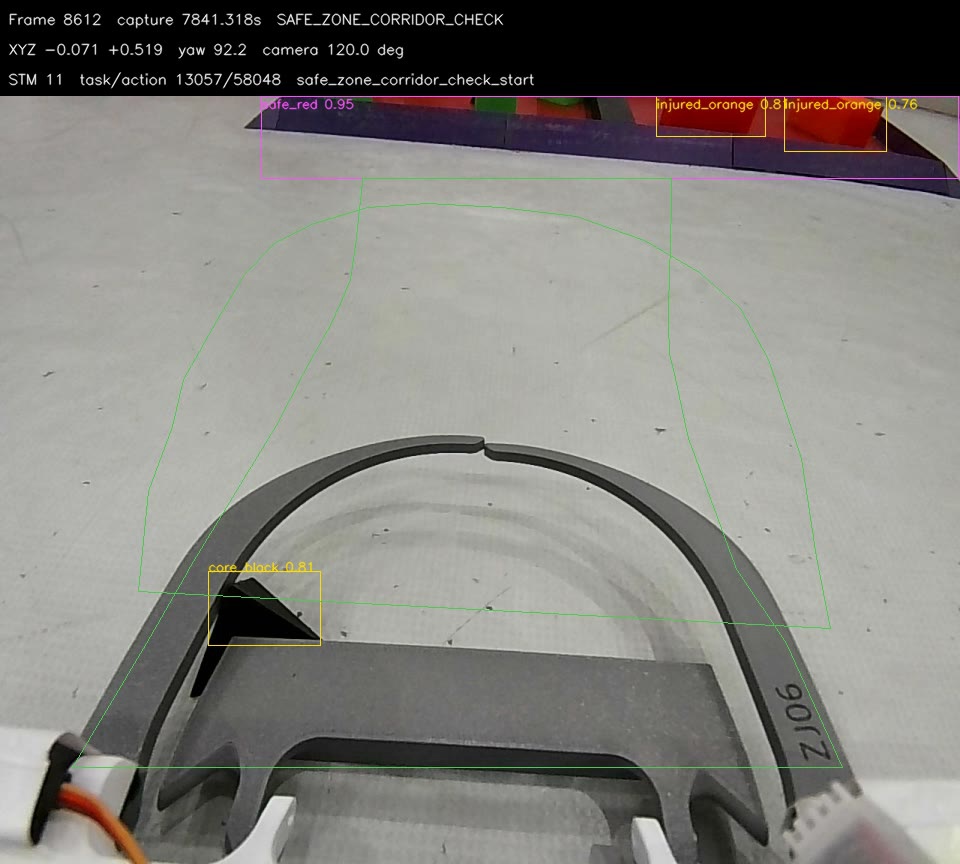 Frame 8612 capture 7841.318s SAFE_ZONE_CORRIDOR_CHECK
XYZ −0.071 +0.519 yaw 92.2 camera 120.0 deg
STM 11 task/action 13057/58048 safe_zone_corridor_check_start
safe_red 0.95
injured_orange 0.8
injured_orange 0.76
core_black 0.81